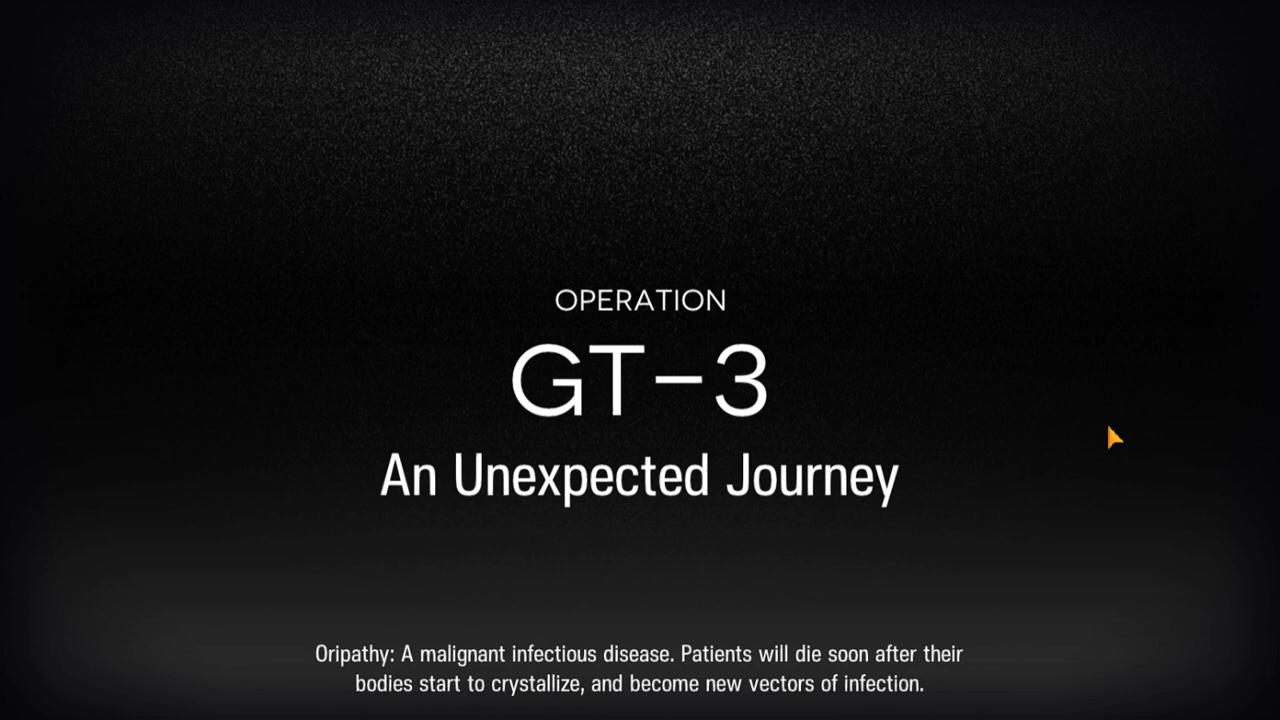 OPERATION
GT-3
An Unexpected Journey
Oripathy: A malignant infectious disease. Patients will die soon after their
bodies start to crystallize, and become new vectors of infection.